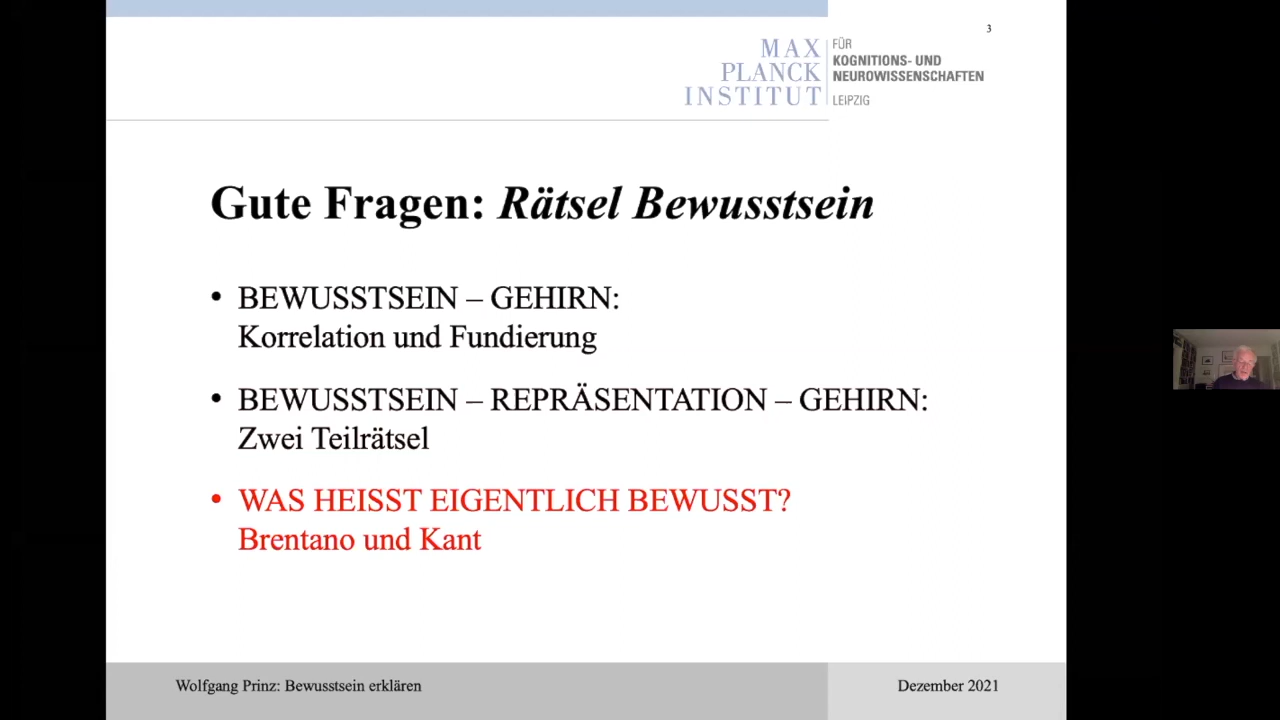 3
MAX
PLANCK
INSTITUT
FÜR
KOGNITIONS- UND
NEUROWISSENSCHAFTEN
LEIPZIG
Gute Fragen: Rätsel Bewusstsein
• BEWUSSTSEIN – GEHIRN:
Korrelation und Fundierung
• BEWUSSTSEIN – REPRÄSENTATION – GEHIRN:
Zwei Teilrätsel
• WAS HEISST EIGENTLICH BEWUSST?
Brentano und Kant
Wolfgang Prinz: Bewusstsein erklären
Dezember 2021